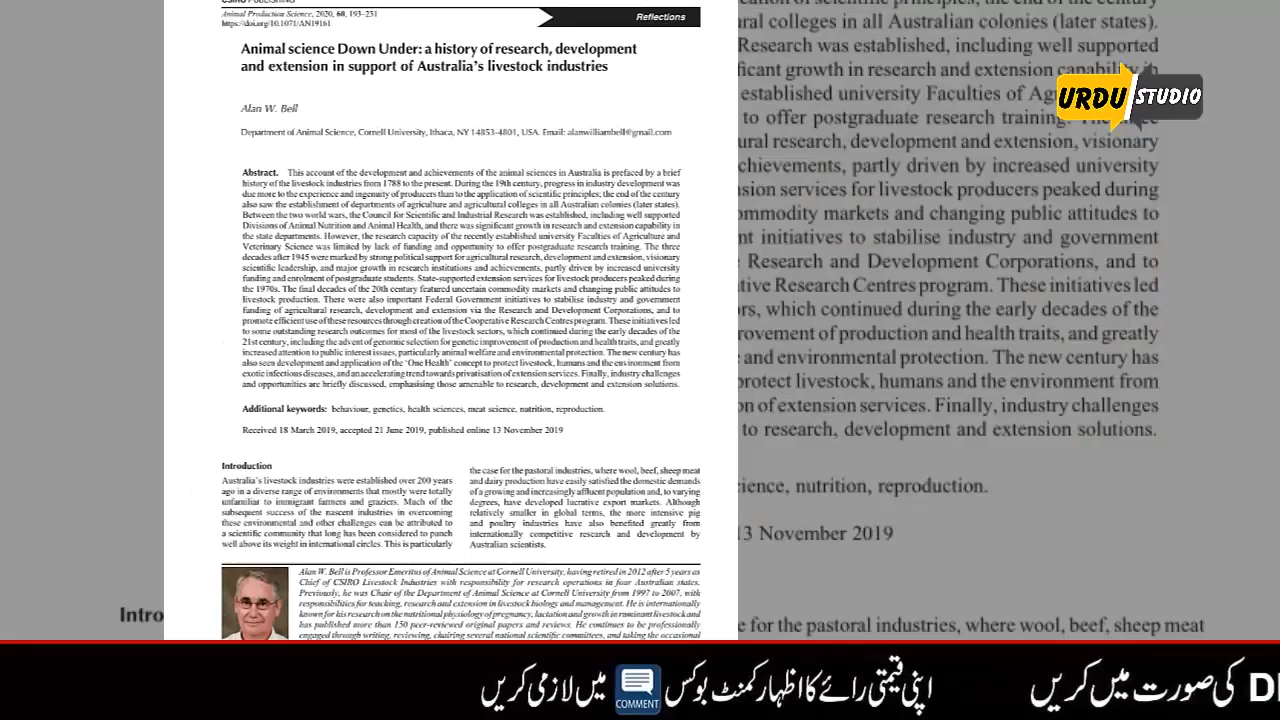 CSIRO PUBLISHING
Animal Production Science, 2020, 60, 193–231
https://doi.org/10.1071/AN19161
Reflections
Animal science Down Under: a history of research, development
and extension in support of Australia's livestock industries
Alan W. Bell
Department of Animal Science, Cornell University, Ithaca, NY 14853-4801, USA. Email: alanwilliambell@gmail.com
Abstract. This account of the development and achievements of the animal sciences in Australia is prefaced by a brief
history of the livestock industries from 1788 to the present. During the 19th century, progress in industry development was
due more to the experience and ingenuity of producers than to the application of scientific principles; the end of the century
also saw the establishment of departments of agriculture and agricultural colleges in all Australian colonies (later states).
Between the two world wars, the Council for Scientific and Industrial Research was established, including well supported
Divisions of Animal Nutrition and Animal Health, and there was significant growth in research and extension capability in
the state departments. However, the research capacity of the recently established university Faculties of Agriculture and
Veterinary Science was limited by lack of funding and opportunity to offer postgraduate research training. The three
decades after 1945 were marked by strong political support for agricultural research, development and extension, visionary
scientific leadership, and major growth in research institutions and achievements, partly driven by increased university
funding and enrolment of postgraduate students. State-supported extension services for livestock producers peaked during
the 1970s. The final decades of the 20th century featured uncertain commodity markets and changing public attitudes to
livestock production. There were also important Federal Government initiatives to stabilise industry and government
funding of agricultural research, development and extension via the Research and Development Corporations, and to
promote efficient use of these resources through creation of the Cooperative Research Centres program. These initiatives led
to some outstanding research outcomes for most of the livestock sectors, which continued during the early decades of the
21st century, including the advent of genomic selection for genetic improvement of production and health traits, and greatly
increased attention to public interest issues, particularly animal welfare and environmental protection. The new century has
also seen development and application of the 'One Health' concept to protect livestock, humans and the environment from
exotic infectious diseases, and an accelerating trend towards privatisation of extension services. Finally, industry challenges
and opportunities are briefly discussed, emphasising those amenable to research, development and extension solutions.
Additional keywords: behaviour, genetics, health sciences, meat science, nutrition, reproduction.
Received 18 March 2019, accepted 21 June 2019, published online 13 November 2019
Introduction
Australia's livestock industries were established over 200 years
ago in a diverse range of environments that mostly were totally
unfamiliar to immigrant farmers and graziers. Much of the
subsequent success of the nascent industries in overcoming
these environmental and other challenges can be attributed to
a scientific community that long has been considered to punch
well above its weight in international circles. This is particularly
the case for the pastoral industries, where wool, beef, sheep meat
and dairy production have easily satisfied the domestic demands
of a growing and increasingly affluent population and, to varying
degrees, have developed lucrative export markets. Although
relatively smaller in global terms, the more intensive pig
and poultry industries have also benefited greatly from
internationally competitive research and development by
Australian scientists.
Alan W. Bell is Professor Emeritus of Animal Science at Cornell University, having retired in 2012 after 5 years as
Chief of CSIRO Livestock Industries with responsibility for research operations in four Australian states.
Previously, he was Chair of the Department of Animal Science at Cornell University from 1997 to 2007, with
responsibilities for teaching, research and extension in livestock biology and management. He is internationally
known for his research on the nutritional physiology of pregnancy, lactation and growth in ruminant livestock and
has published more than 150 peer-reviewed original papers and reviews. He continues to be professionally
engaged through writing, reviewing, chairing several national scientific committees, and taking the occasional
colleges in all Australian colonies (later states).
Research was established, including well supported
ficant growth in research and extension capability in
established university Faculties of Ag
to offer postgraduate research training. The three
ural research, development and extension, visionary
chievements, partly driven by increased university
nsion services for livestock producers peaked during
mmodity markets and changing public attitudes to
t initiatives to stabilise industry and government
Research and Development Corporations, and to
tive Research Centres program. These initiatives led
ors, which continued during the early decades of the
ement of production and health traits, and greatly
and environmental protection. The new century has
protect livestock, humans and the environment from
on of extension services. Finally, industry challenges
to research, development and extension solutions.
ience, nutrition, reproduction.
13 November 2019
Intro
e for the pastoral industries, where wool, beef, sheep meat
URDU STUDIO
اپنی قیمتی رائے کا اظہار کمنٹ بوکس COMMENT میں لازمی کریں
DI کی صورت میں کریں